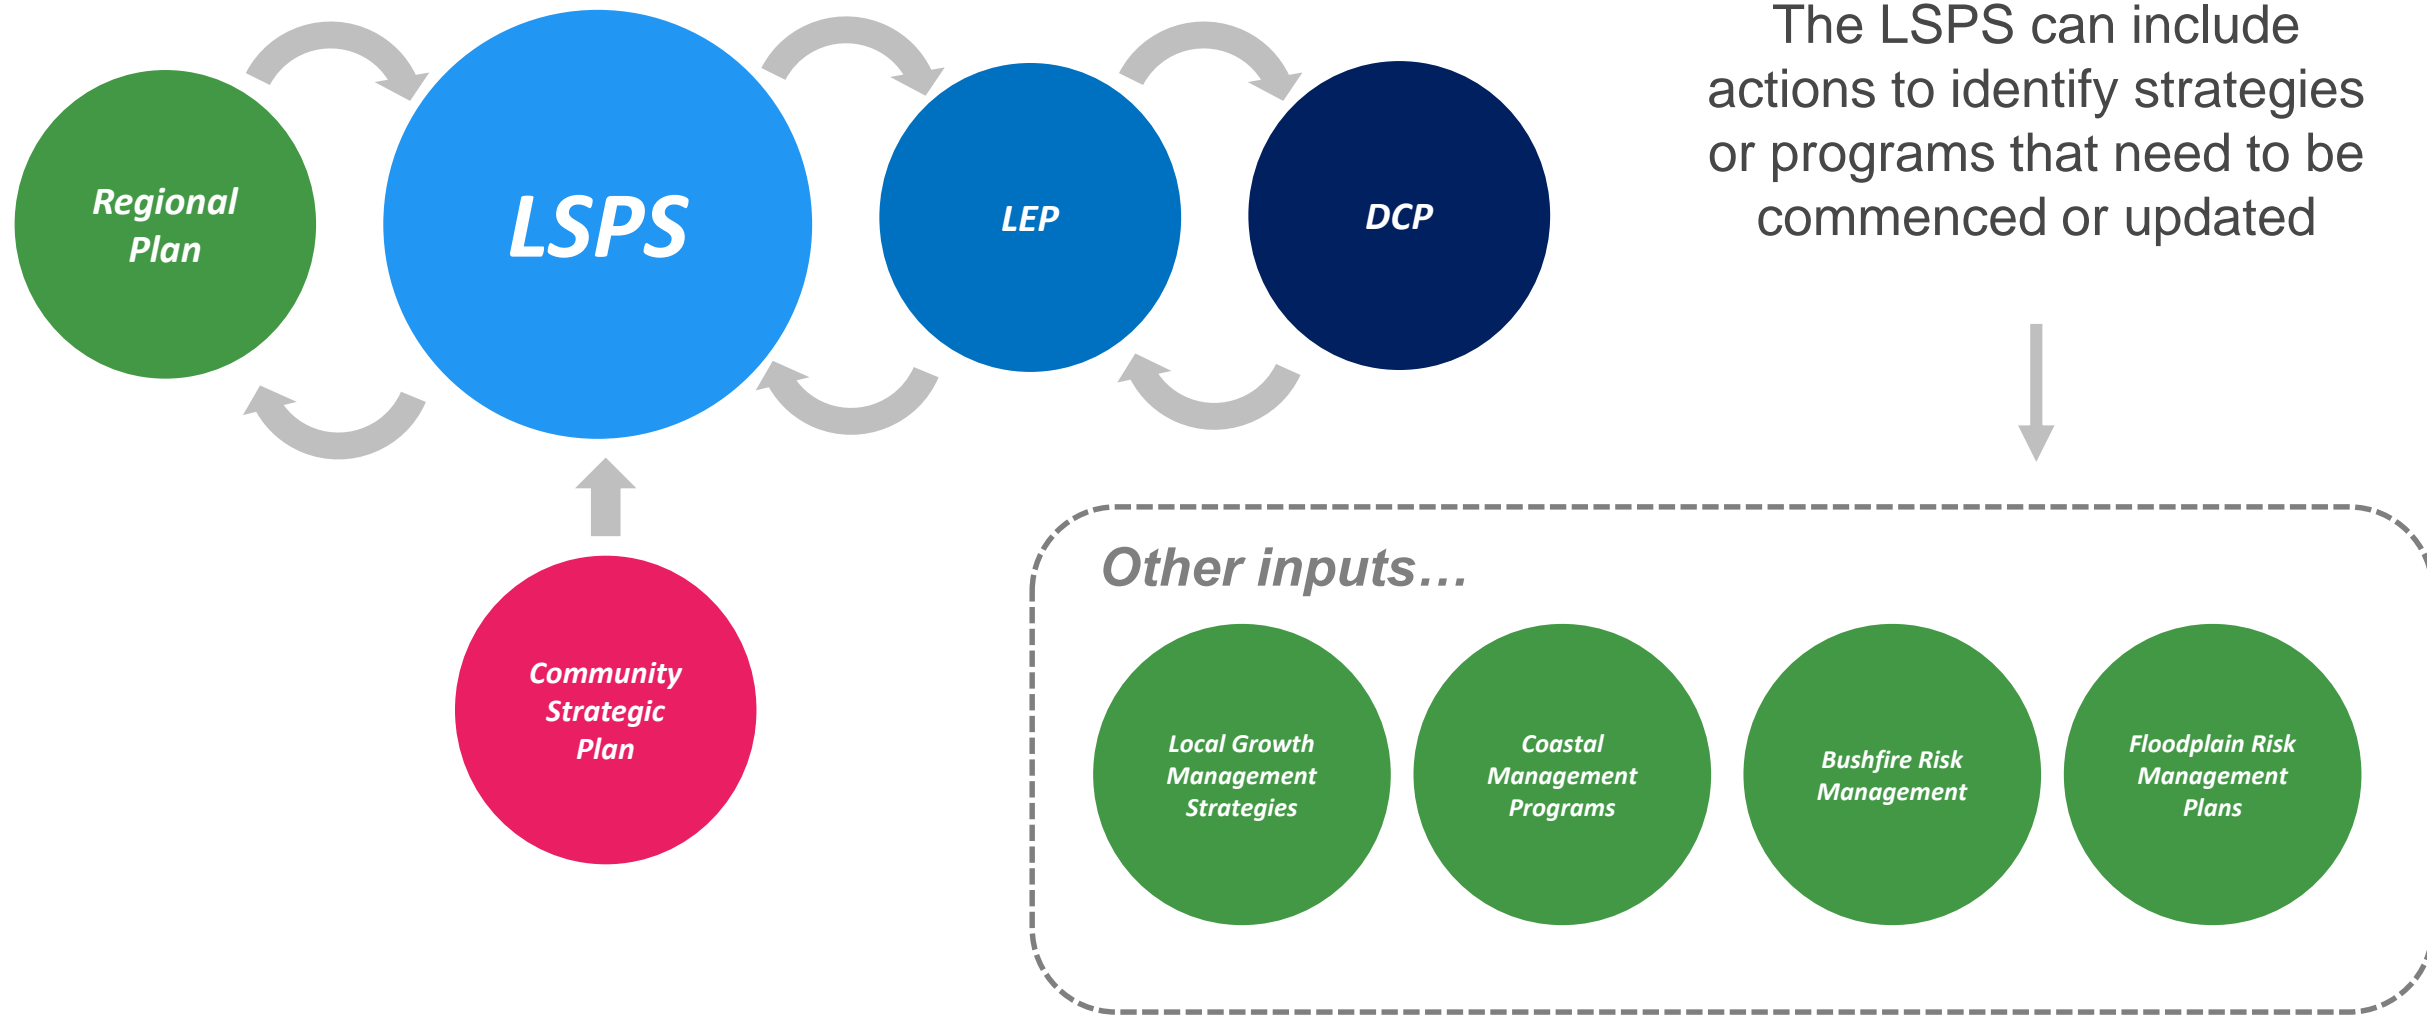 Regional
Plan
LSPS
LEP
DCP
The LSPS can include
actions to identify strategies
or programs that need to be
commenced or updated
Community
Strategic
Plan
Other inputs…
Local Growth
Management
Strategies
Coastal
Management
Programs
Bushfire Risk
Management
Floodplain Risk
Management
Plans